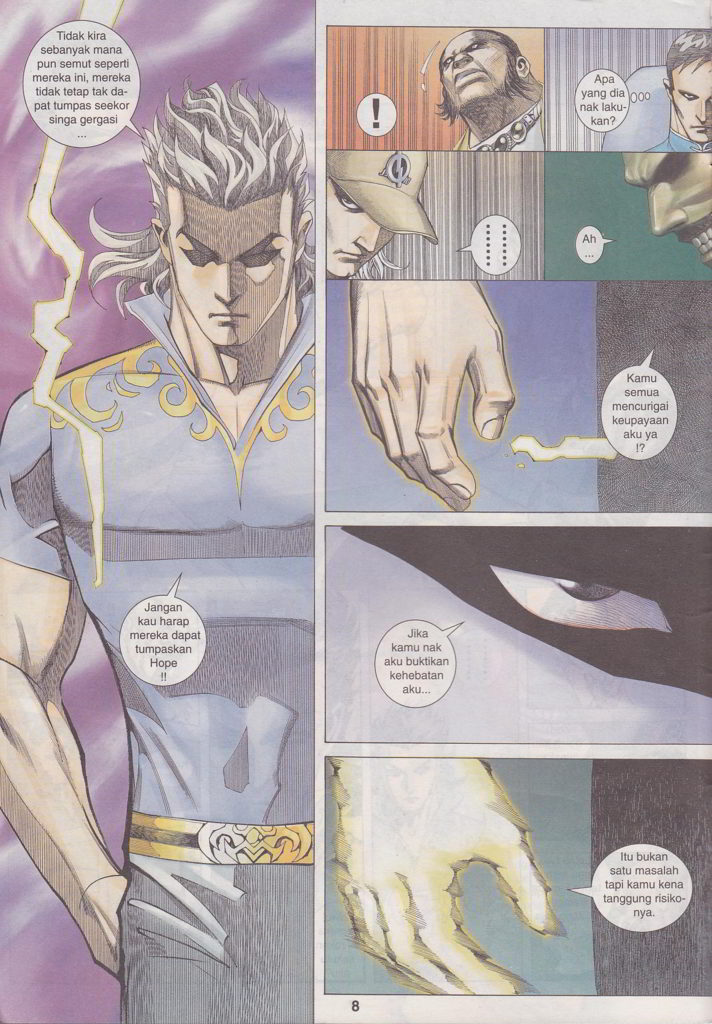 Tidak kira
sebanyak mana
pun semut seperti
mereka ini, mereka
tidak tetap tak da-
pat tumpas seekor
singa gergasi
...
Jangan
kau harap
mereka dapat
tumpaskan
Hope
!!
!
Apa
yang dia
nak laku-
kan?
Ah
...
Kamu
semua
mencurigai
keupayaan
aku ya
!?
Jika
kamu nak
aku buktikan
kehebatan
aku...
Itu bukan
satu masalah
tapi kamu kena
tanggung risiko-
nya.
8